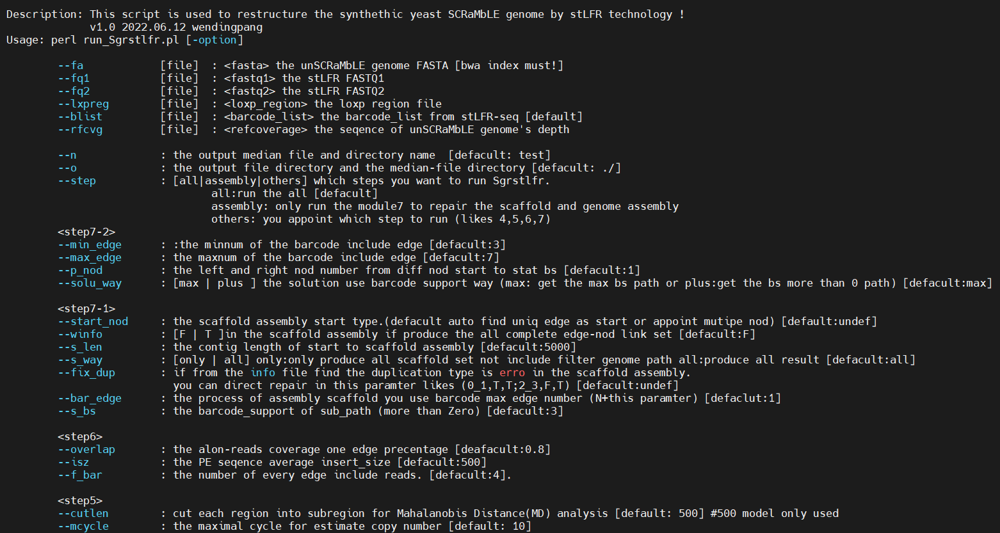 Description: This script is used to restructure the synthethic yeast SCRaMbLE genome by stLFR technology !
v1.0 2022.06.12 wendingpang
Usage: perl run_Sgrstlfr.pl [-option]
--fa [file] : <fasta> the unSCRaMbLE genome FASTA [bwa index must!]
--fq1 [file] : <fastq1> the stLFR FASTQ1
--fq2 [file] : <fastq2> the stLFR FASTQ2
--lxpreg [file] : <loxp_region> the loxp region file
--blist [file] : <barcode_list> the barcode_list from stLFR-seq [default]
--rfcvg [file] : <refcoverage> the seqence of unSCRaMbLE genome's depth
--n : the output median file and directory name [defacult: test]
--o : the output file directory and the median-file directory [defacult: ./]
--step : [all|assembly|others] which steps you want to run Sgrstlfr.
all:run the all [defacult]
assembly: only run the module7 to repair the scaffold and genome assembly
others: you appoint which step to run (likes 4,5,6,7)
<step7-2>
--min_edge : :the minnum of the barcode include edge [defacult:3]
--max_edge : the maxnum of the barcode include edge [defacult:7]
--p_nod : the left and right nod number from diff nod start to stat bs [defacult:1]
--solu_way : [max | plus ] the solution use barcode support way (max: get the max bs path or plus:get the bs more than 0 path) [defacult:max]
<step7-1>
--start_nod : the scaffold assembly start type.(defacult auto find uniq edge as start or appoint mutipe nod) [default:undef]
--winfo : [F | T ]in the scaffold assembly if produce the all complete edge-nod link set [defacult:F]
--s_len : the contig length of start to scaffold assembly [defacult:5000]
--s_way : [only | all] only:only produce all scaffold set not include filter genome path all:produce all result [defacult:all]
--fix_dup : if from the info file find the duplication type is erro in the scaffold assembly.
you can direct repair in this paramter likes (0_1,T,T;2_3,F,T) [defacult:undef]
--bar_edge : the process of assembly scaffold you use barcode max edge number (N+this paramter) [defaclut:1]
--s_bs : the barcode_support of sub_path (more than Zero) [defacult:3]
<step6>
--overlap : the alon-reads coverage one edge precentage [deafacult:0.8]
--isz : the PE seqence average insert_size [defacult:500]
--f_bar : the number of every edge include reads. [defacult:4].
<step5>
--cutlen : cut each region into subregion for Mahalanobis Distance(MD) analysis [default: 500] #500 model only used
--mcycle : the maximal cycle for estimate copy number [default: 10]